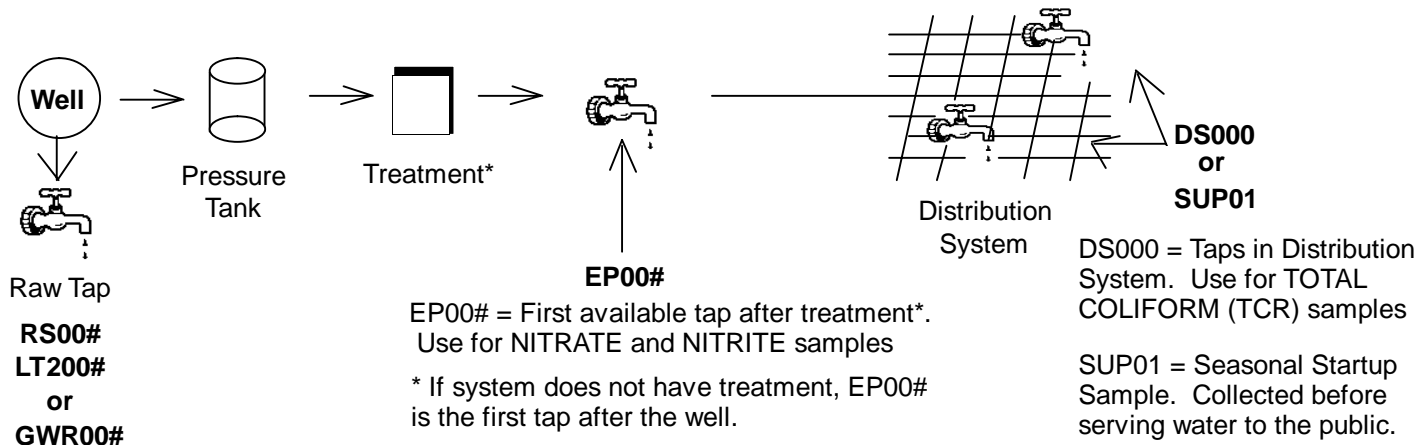 Well
Pressure
Tank
Treatment*
Raw Tap
RS00#
LT200#
or
GWR00#
EP00#
EP00# = First available tap after treatment*.
Use for NITRATE and NITRITE samples
* If system does not have treatment, EP00#
is the first tap after the well.
Distribution
System
DS000
or
SUP01
DS000 = Taps in Distribution
System. Use for TOTAL
COLIFORM (TCR) samples
SUP01 = Seasonal Startup
Sample. Collected before
serving water to the public.